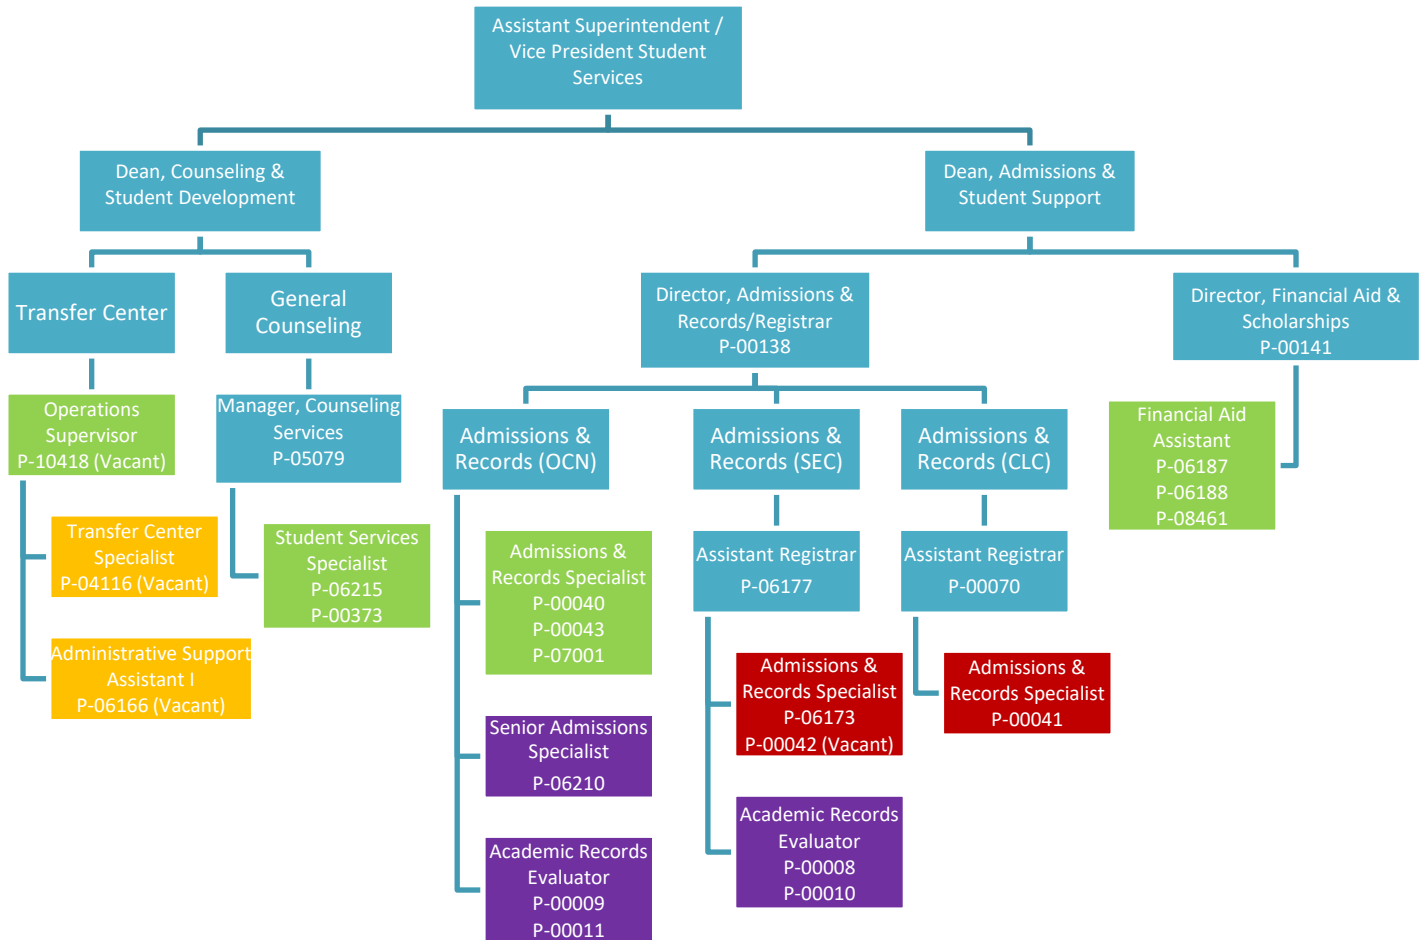 Assistant Superintendent /
Vice President Student
Services
Dean, Counseling &
Student Development
Dean, Admissions &
Student Support
Transfer Center
General
Counseling
Director, Admissions &
Records/Registrar
P-00138
Director, Financial Aid &
Scholarships
P-00141
Operations
Supervisor
P-10418 (Vacant)
Manager, Counseling
Services
P-05079
Admissions &
Records (OCN)
Admissions &
Records (SEC)
Admissions &
Records (CLC)
Financial Aid
Assistant
P-06187
P-06188
P-08461
Transfer Center
Specialist
P-04116 (Vacant)
Student Services
Specialist
P-06215
P-00373
Admissions &
Records Specialist
P-00040
P-00043
P-07001
Assistant Registrar
P-06177
Assistant Registrar
P-00070
Administrative Support
Assistant I
P-06166 (Vacant)
Admissions &
Records Specialist
P-06173
P-00042 (Vacant)
Admissions &
Records Specialist
P-00041
Senior Admissions
Specialist
P-06210
Academic Records
Evaluator
P-00008
P-00010
Academic Records
Evaluator
P-00009
P-00011